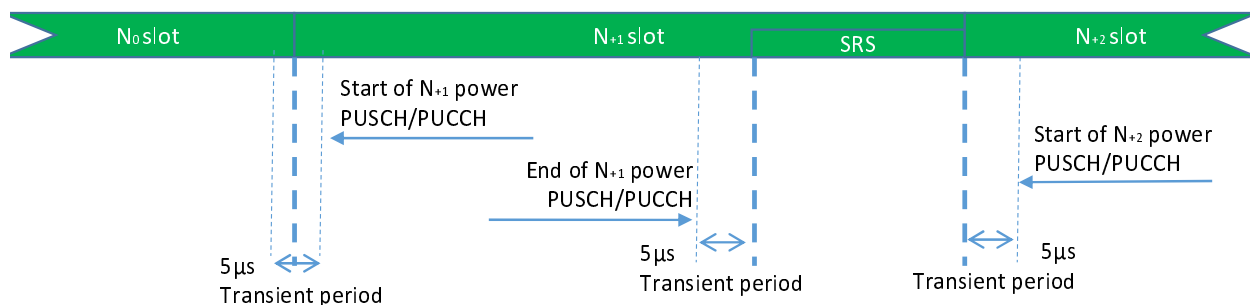 N₀ slot
N₊₁ slot
SRS
N₊₂ slot
Start of N₊₁ power
PUSCH/PUCCH
Start of N₊₂ power
PUSCH/PUCCH
End of N₊₁ power
PUSCH/PUCCH
5µs
Transient period
5µs
Transient period
5µs
Transient period